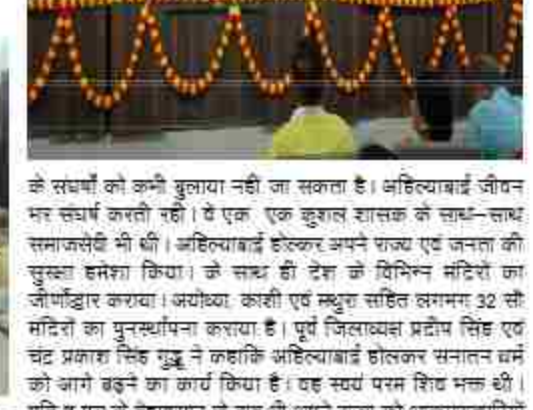 के संघर्षों को कभी बुलाया नही जा सकता है। अहिल्याबाई जीवन
भर संघर्ष करती रही। वे एक एक कुशल शासक के साथ–साथ
समाजसेवी भी थी। अहिल्याबाई होल्कर अपने राज्य एवं जनता की
सुरक्षा हमेशा किया। के साथ ही देश के विभिन्न मंदिरों का
जीर्णोद्धार कराया। अयोध्या, काशी एवं मथुरा सहित लगभग 32 सौ
मंदिरों का पुनर्स्थापना कराया है। पूर्व जिलाध्यक्ष प्रदीप सिंह एवं
चंद्र प्रकाश सिंह गुड्डू ने कहाकि अहिल्याबाई होलकर सनातन धर्म
को आगे बढ़ने का कार्य किया है। वह स्वयं परम शिव भक्त थी।